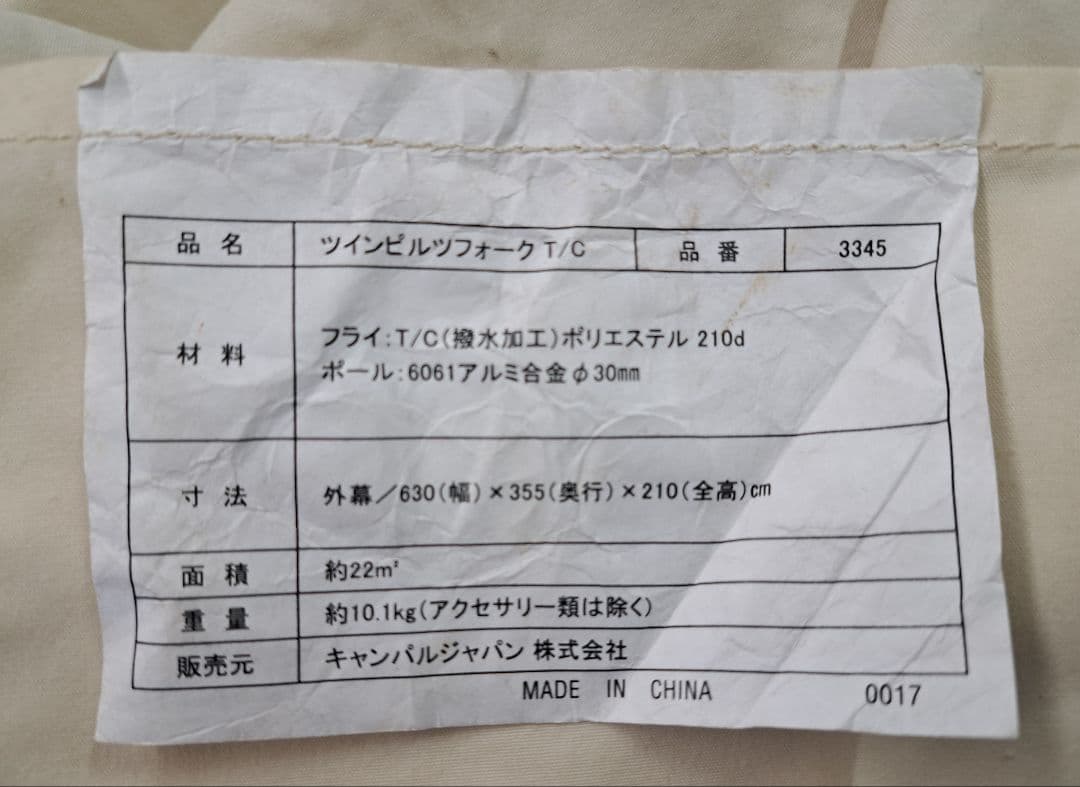 品名 ツインピルツフォーク T/C 品番 3345
材料 フライ:T/C(撥水加工)ポリエステル 210d
ポール:6061アルミ合金φ30㎜
寸法 外幕/630(幅)×355(奥行)×210(全高)㎝
面積 約22㎡
重量 約10.1kg(アクセサリー類は除く)
販売元 キャンパルジャパン 株式会社
MADE IN CHINA 0017